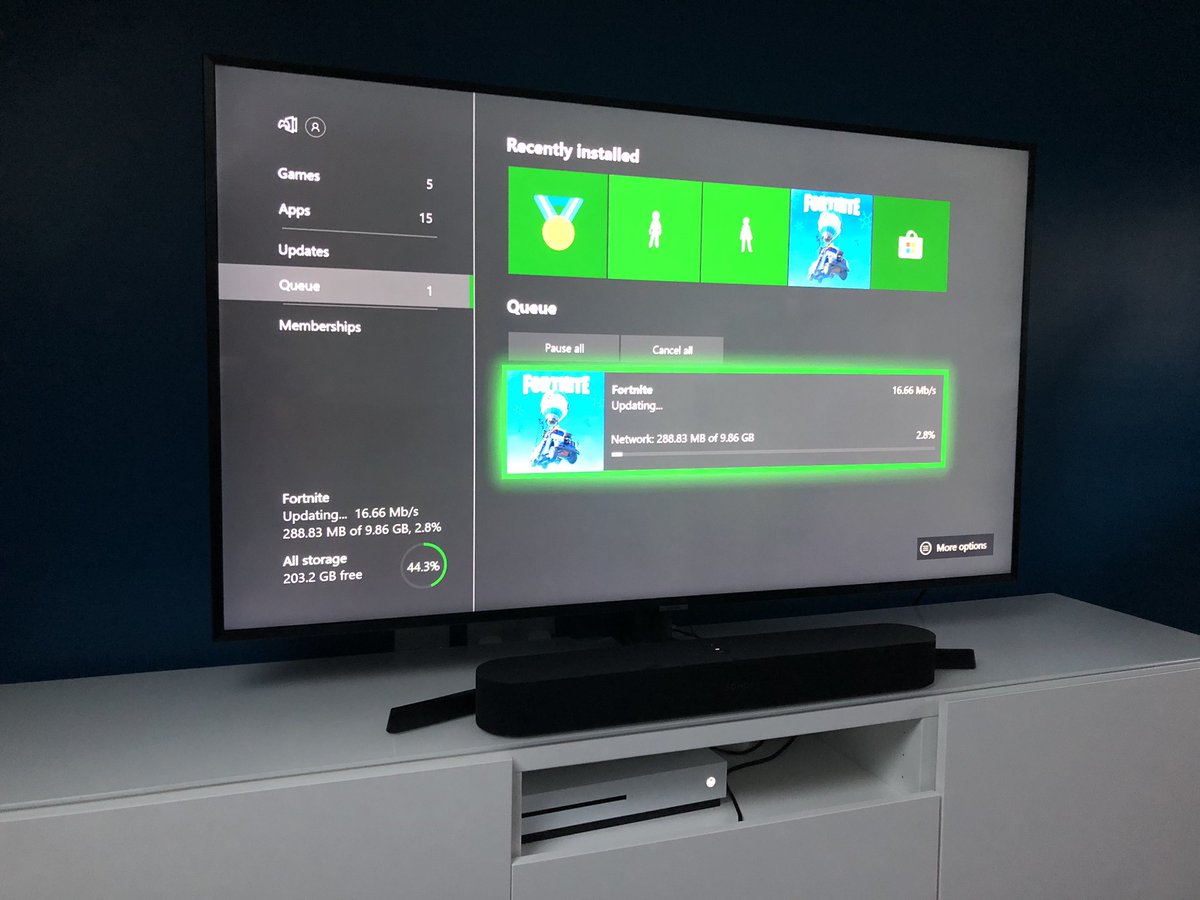 Games 5
Apps 15
Updates
Queue 1
Memberships
Fortnite
Updating... 16.66 Mb/s
288.83 MB of 9.86 GB, 2.8%
All storage
203.2 GB free
44.3%
Recently installed
FORTNITE
Queue
Pause all
Cancel all
FORTNITE
Fortnite
16.66 Mb/s
Updating...
Network: 288.83 MB of 9.86 GB
2.8%
More options
SONOS